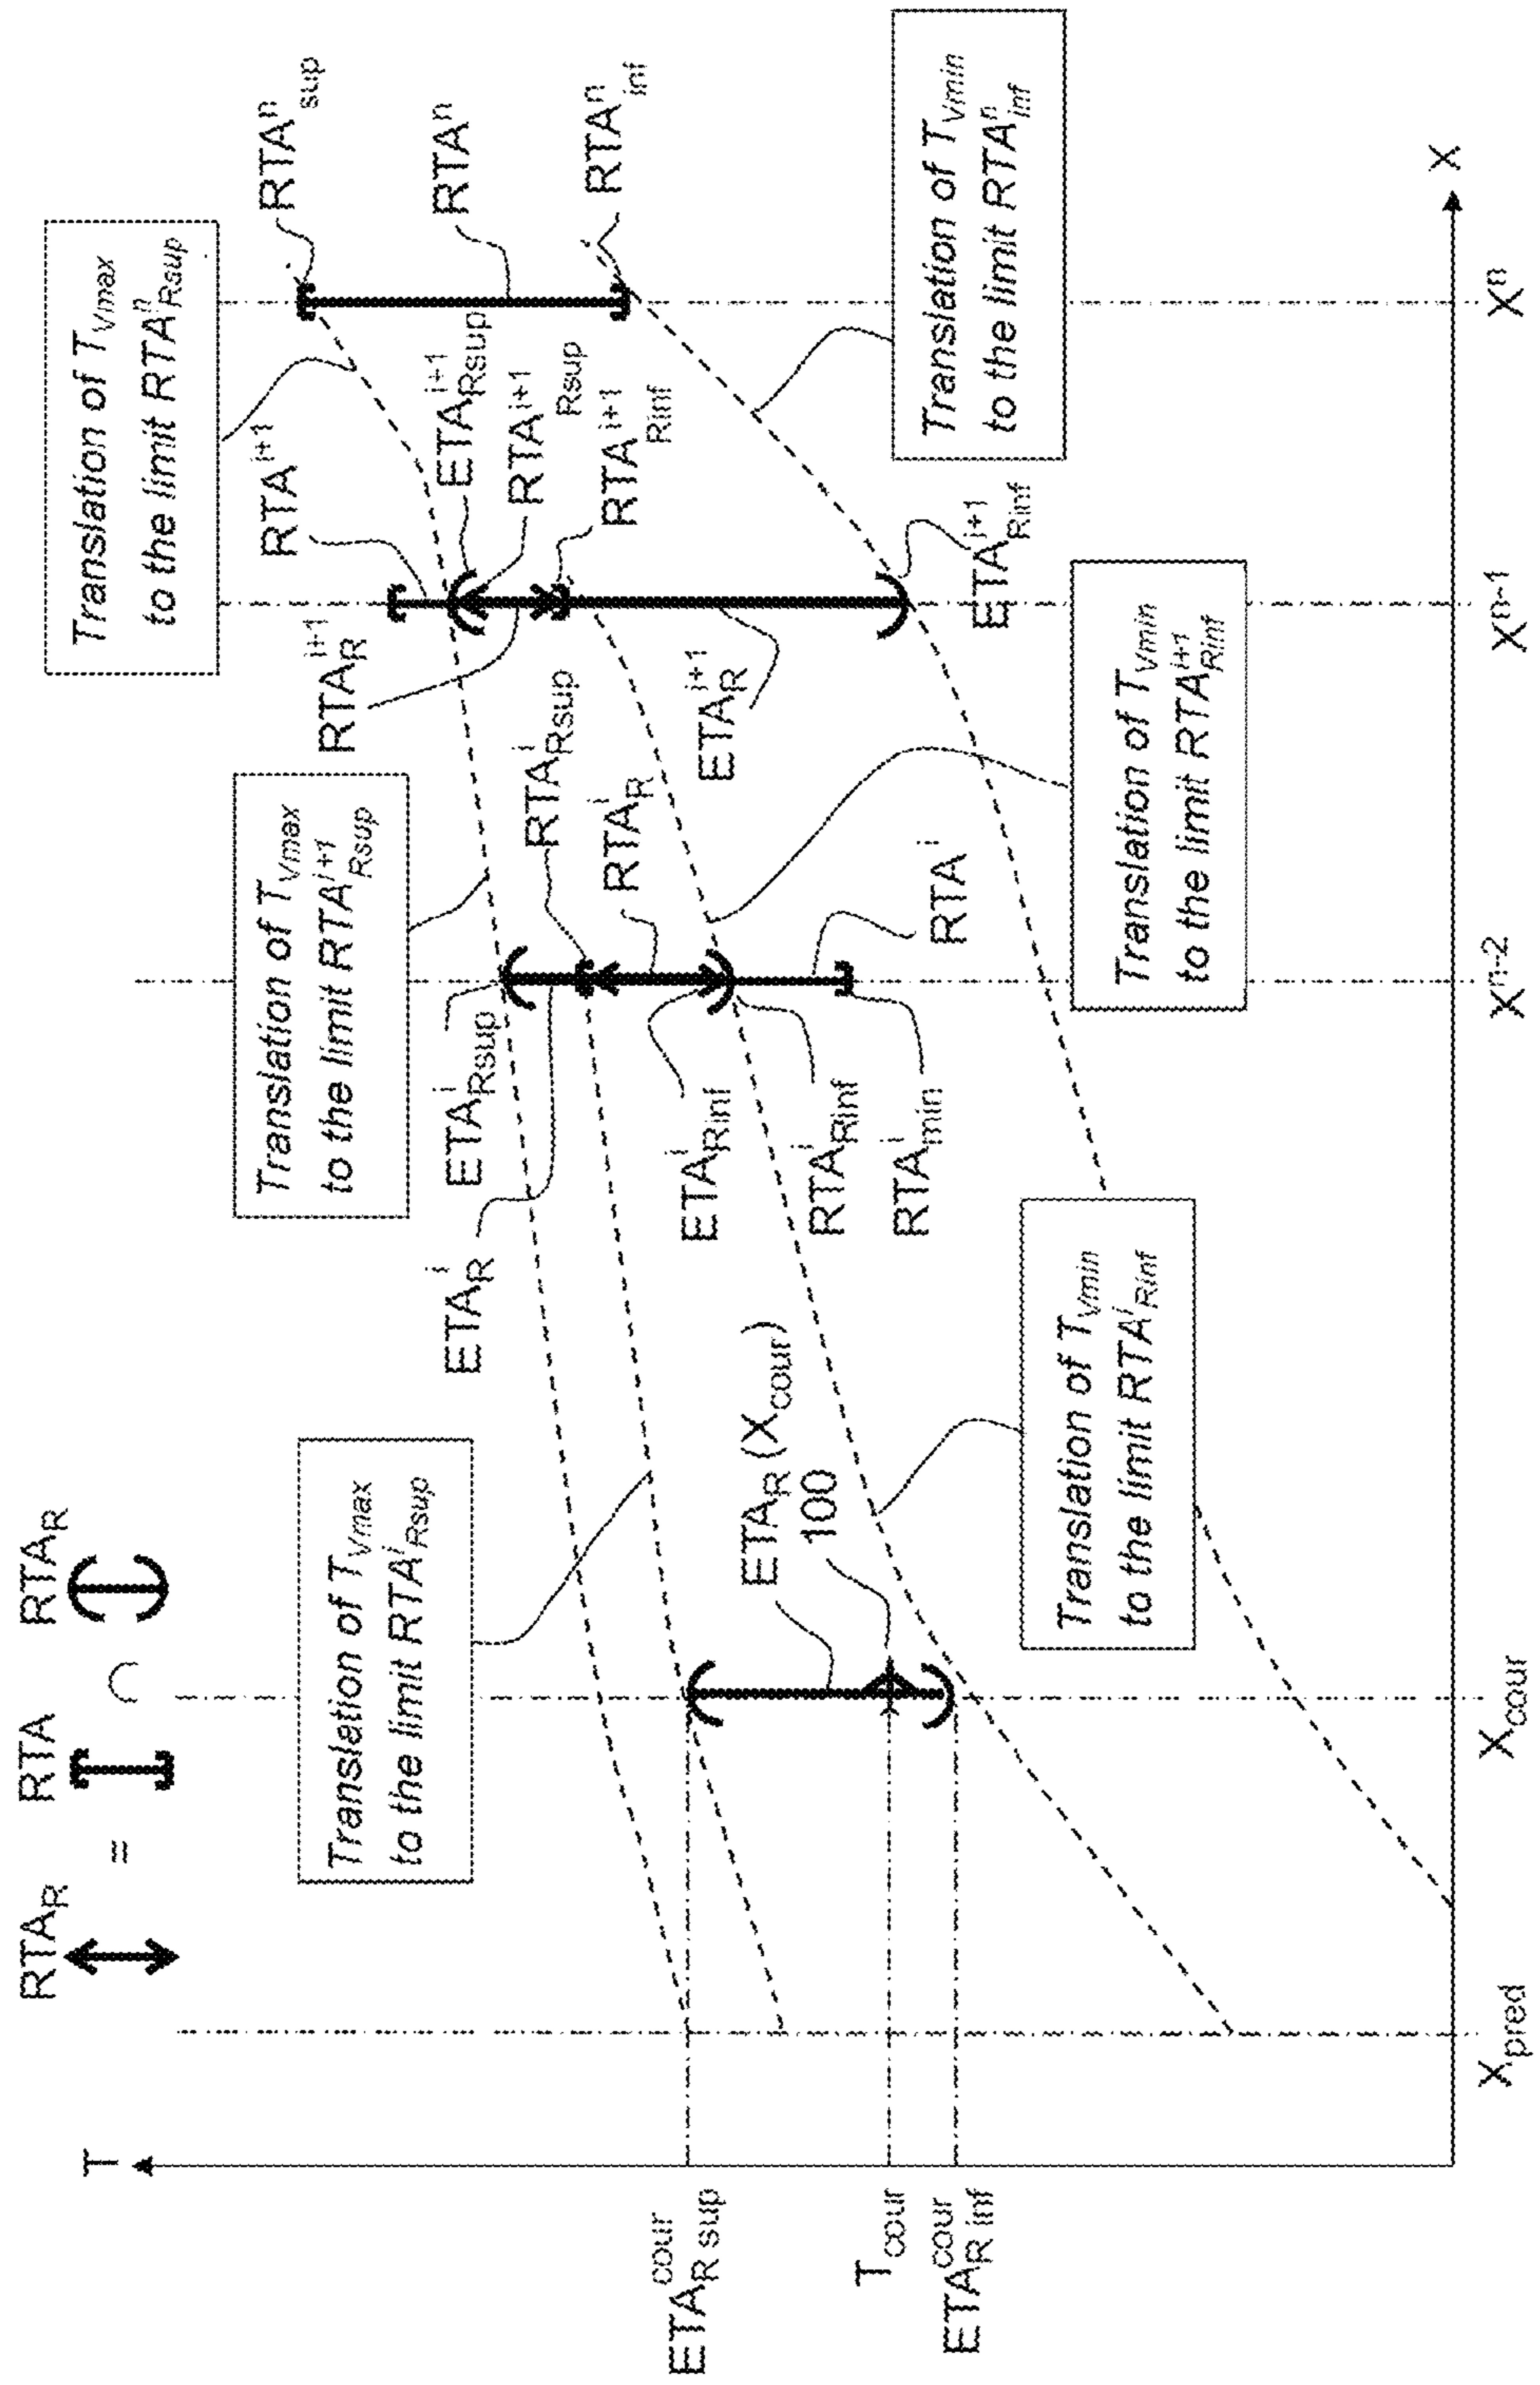 RTA_R = RTA ∩ RTA_R
T
Translation of T_Vmax
to the limit RTA^i_Rsup
Translation of T_Vmax
to the limit RTA^i+1_Rsup
Translation of T_Vmax
to the limit RTA^n_Rsup
RTA^n_sup
RTA^n
RTA^n_inf
RTA^i+1
ETA^i+1_Rsup
RTA^i+1_Rsup
RTA^i+1_Rinf
RTA^i+1_R
ETA^i+1_R
ETA^i+1_Rinf
RTA^i_Rsup
RTA^i_R
RTA^i
ETA^i_Rsup
ETA^i_R
ETA^i_Rinf
RTA^i_Rinf
RTA^i_min
ETA_R (X_cour)
100
Translation of T_Vmin
to the limit RTA^i_Rinf
Translation of T_Vmin
to the limit RTA^i+1_Rinf
Translation of T_Vmin
to the limit RTA^n_inf
ETA^cour_R sup
T_cour
ETA^cour_R inf
X_pred
X_cour
X^n-2
X^n-1
X^n
X